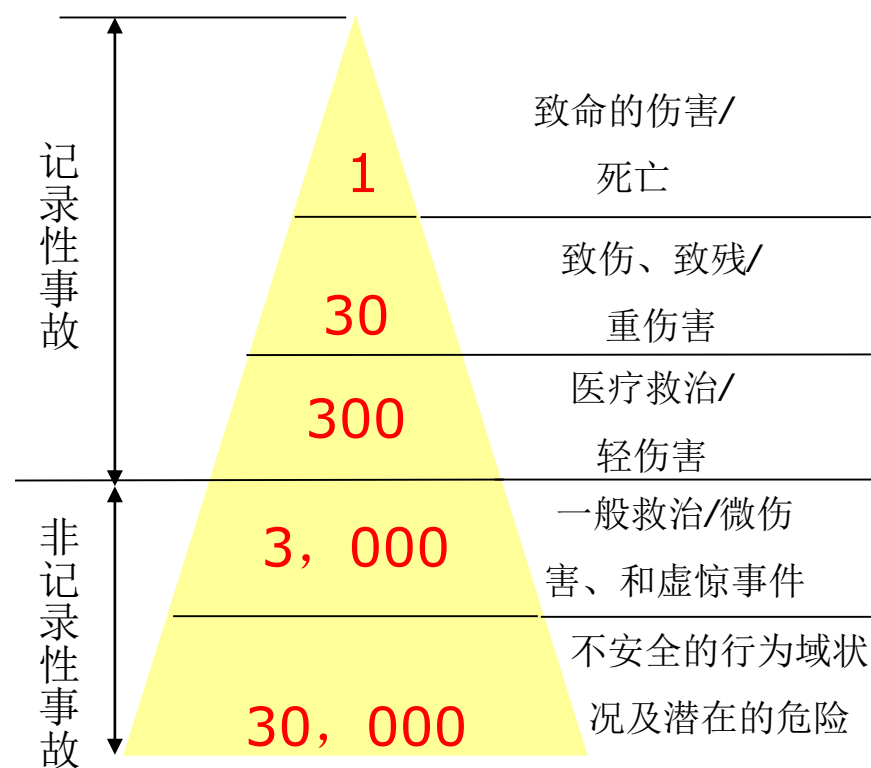 记录性事故
1
致命的伤害/
死亡
30
致伤、致残/
重伤害
300
医疗救治/
轻伤害
非记录性事故
3，000
一般救治/微伤
害、和虚惊事件
30，000
不安全的行为域状
况及潜在的危险